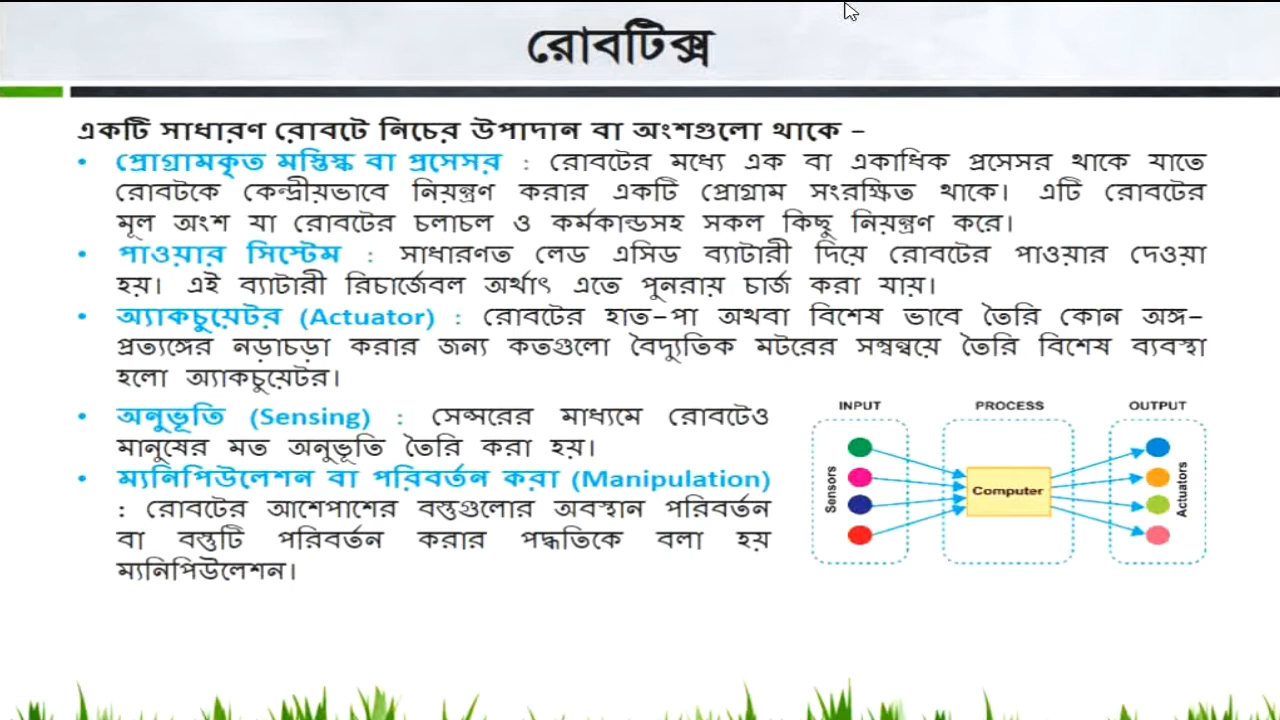 রোবটিক্স
একটি সাধারণ রোবটে নিচের উপাদান বা অংশগুলো থাকে –
• প্রোগ্রামকৃত মস্তিস্ক বা প্রসেসর : রোবটের মধ্যে এক বা একাধিক প্রসেসর থাকে যাতে
রোবটকে কেন্দ্রীয়ভাবে নিয়ন্ত্রণ করার একটি প্রোগ্রাম সংরক্ষিত থাকে। এটি রোবটের
মূল অংশ যা রোবটের চলাচল ও কর্মকান্ডসহ সকল কিছু নিয়ন্ত্রণ করে।
• পাওয়ার সিস্টেম : সাধারণত লেড এসিড ব্যাটারী দিয়ে রোবটের পাওয়ার দেওয়া
হয়। এই ব্যাটারী রিচার্জেবল অর্থাৎ এতে পুনরায় চার্জ করা যায়।
• অ্যাকচুয়েটর (Actuator) : রোবটের হাত-পা অথবা বিশেষ ভাবে তৈরি কোন অঙ্গ-
প্রত্যঙ্গের নড়াচড়া করার জন্য কতগুলো বৈদ্যুতিক মটরের সম্বন্বয়ে তৈরি বিশেষ ব্যবস্থা
হলো অ্যাকচুয়েটর।
• অনুভূতি (Sensing) : সেন্সরের মাধ্যমে রোবটেও
মানুষের মত অনুভূতি তৈরি করা হয়।
• ম্যনিপিউলেশন বা পরিবর্তন করা (Manipulation)
: রোবটের আশেপাশের বস্তুগুলোর অবস্থান পরিবর্তন
বা বস্তুটি পরিবর্তন করার পদ্ধতিকে বলা হয়
ম্যনিপিউলেশন।
INPUT PROCESS OUTPUT
Sensors
Computer
Actuators